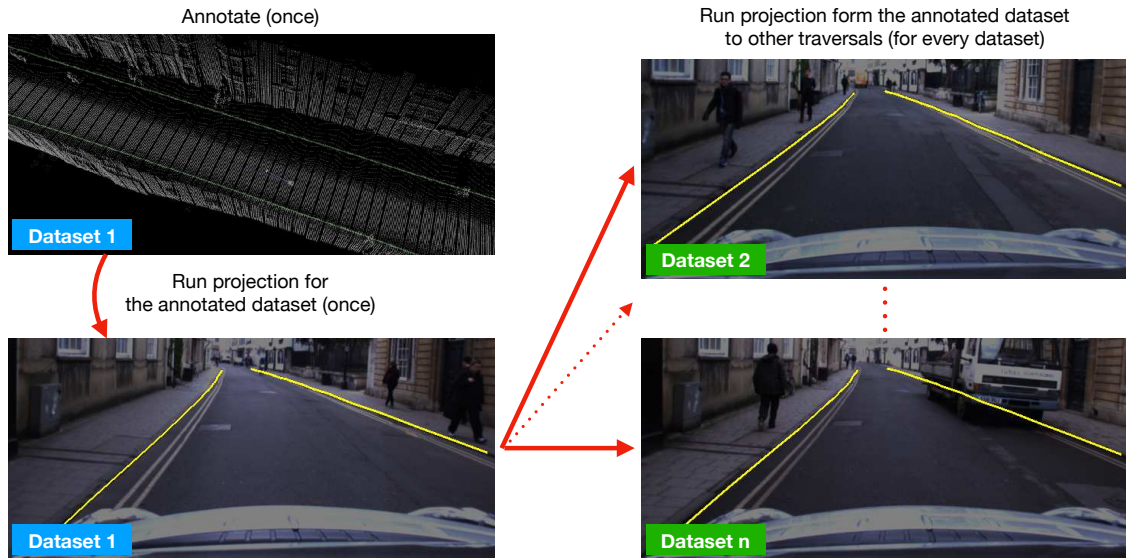 Annotate (once)
Dataset 1
Run projection for
the annotated dataset (once)
Dataset 1
Run projection form the annotated dataset
to other traversals (for every dataset)
Dataset 2
Dataset n